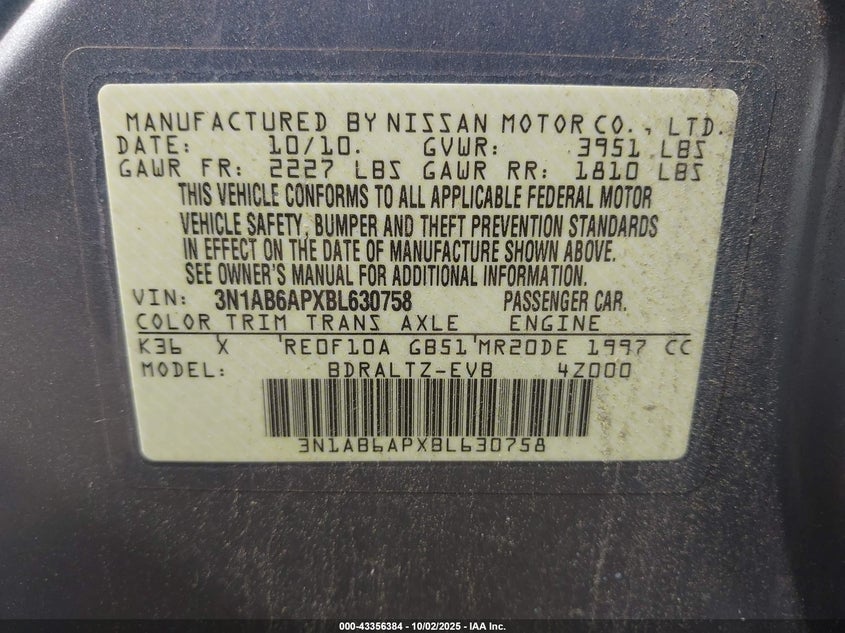 MANUFACTURED BY NISSAN MOTOR CO., LTD.
DATE: 10/10. GVWR: 3951 LBS
GAWR FR: 2227 LBS GAWR RR: 1810 LBS
THIS VEHICLE CONFORMS TO ALL APPLICABLE FEDERAL MOTOR
VEHICLE SAFETY, BUMPER AND THEFT PREVENTION STANDARDS
IN EFFECT ON THE DATE OF MANUFACTURE SHOWN ABOVE.
SEE OWNER'S MANUAL FOR ADDITIONAL INFORMATION.
VIN: 3N1AB6APXBL630758 PASSENGER CAR.
COLOR TRIM TRANS AXLE ENGINE
K36 X 'RE0F10A GB51'MR20DE 1997 CC
MODEL: BDRALTZ-EVB 4Z000
3N1AB6APXBL630758
000-43356384 - 10/02/2025 - IAA Inc.